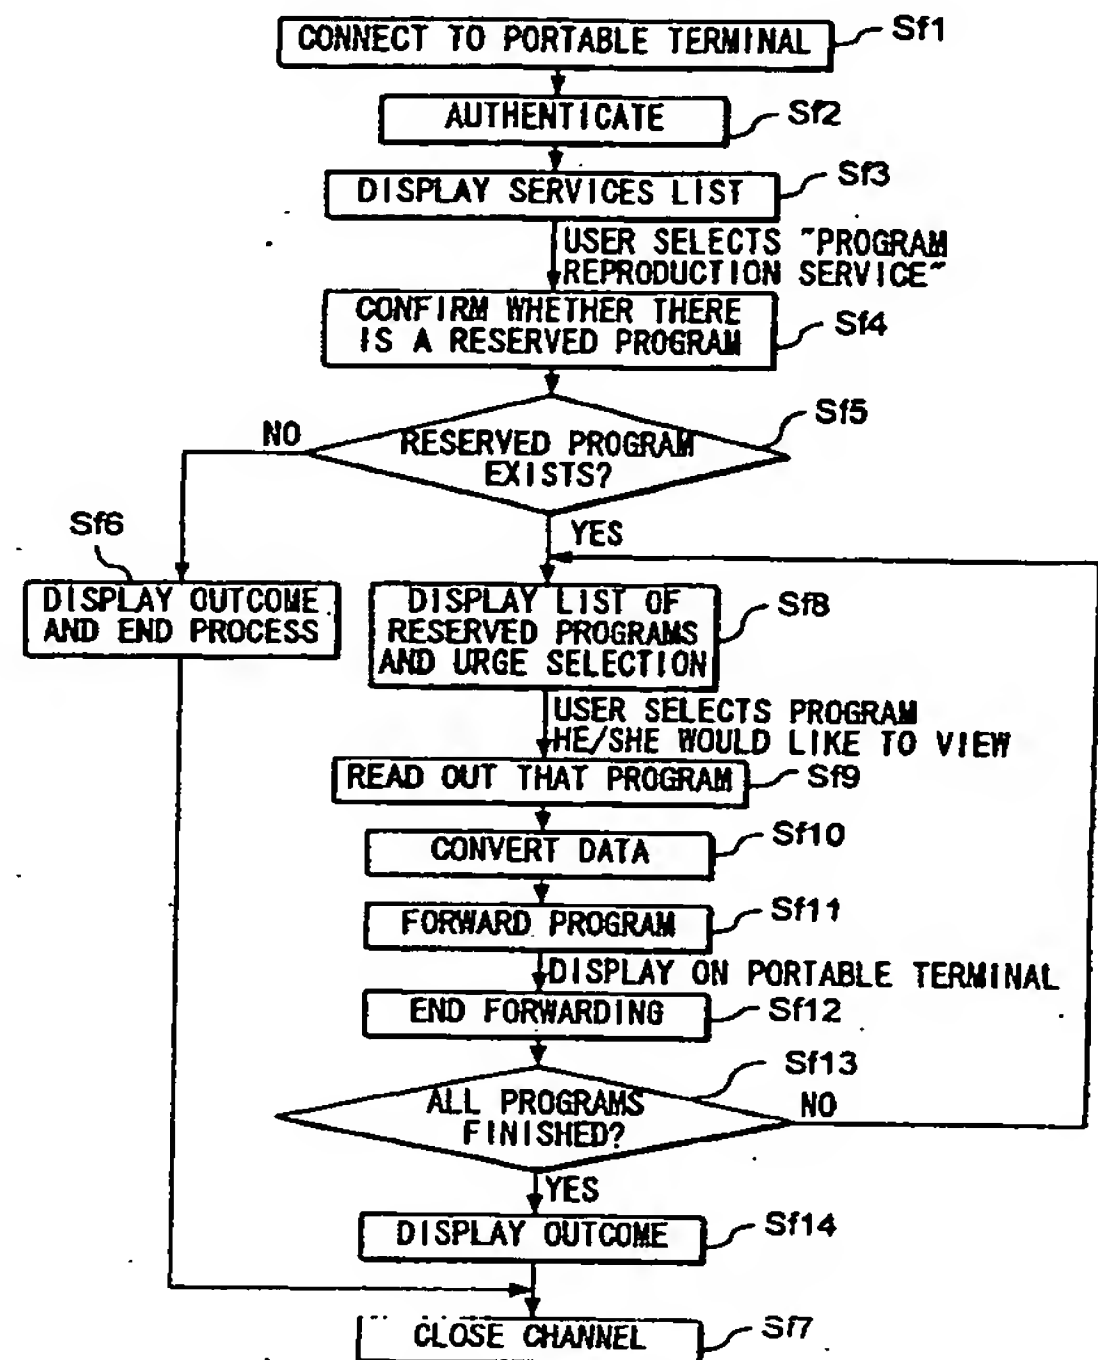 CONNECT TO PORTABLE TERMINAL
Sf1
AUTHENTICATE
Sf2
DISPLAY SERVICES LIST
Sf3
USER SELECTS "PROGRAM
REPRODUCTION SERVICE"
CONFIRM WHETHER THERE
IS A RESERVED PROGRAM
Sf4
RESERVED PROGRAM
EXISTS?
Sf5
NO
YES
Sf6
DISPLAY OUTCOME
AND END PROCESS
DISPLAY LIST OF
RESERVED PROGRAMS
AND URGE SELECTION
Sf8
USER SELECTS PROGRAM
HE/SHE WOULD LIKE TO VIEW
READ OUT THAT PROGRAM
Sf9
CONVERT DATA
Sf10
FORWARD PROGRAM
Sf11
DISPLAY ON PORTABLE TERMINAL
END FORWARDING
Sf12
ALL PROGRAMS
FINISHED?
Sf13
NO
YES
DISPLAY OUTCOME
Sf14
CLOSE CHANNEL
Sf7